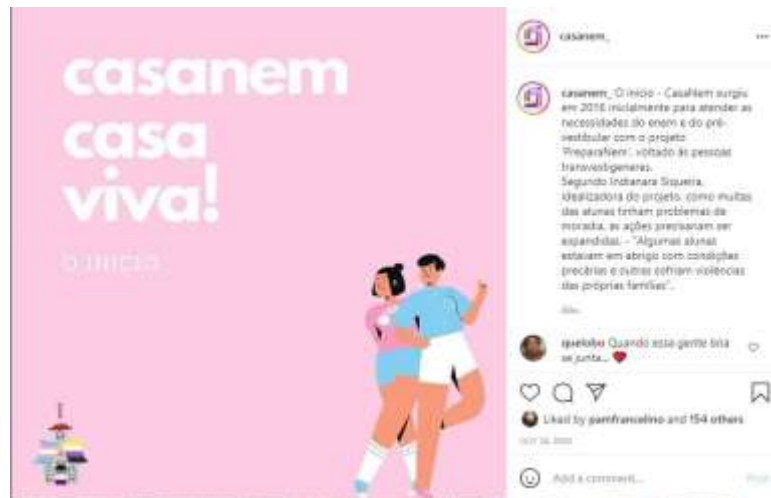 casanem
casa
viva!
O INÍCIO
casanem_
casanem_ O início - CasaNem surgiu
em 2016 inicialmente para atender as
necessidades do enem e do pré-
vestibular com o projeto
'PreparaNem', voltado às pessoas
transvestigeneres.
Segundo Indianara Siqueira,
idealizadora do projeto, como muitas
das alunas tinham problemas de
moradia, as ações precisariam ser
expandidas. - "Algumas alunas
estavam em abrigo com condições
precárias e outras sofriam violências
das próprias famílias".
quelobo Quando essa gente boa
se junta...
Liked by pamfrancelino and 154 others
Add a comment...
Post